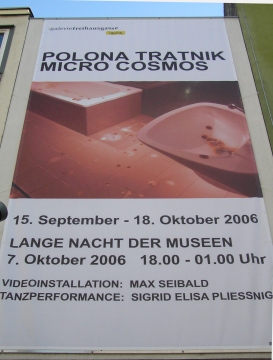 galeriefreihausgasse
POLONA TRATNIK
MICRO COSMOS
15. September - 18. Oktober 2006
LANGE NACHT DER MUSEEN
7. Oktober 2006 18.00 - 01.00 Uhr
VIDEOINSTALLATION: MAX SEIBALD
TANZPERFORMANCE: SIGRID ELISA PLIESSNIG